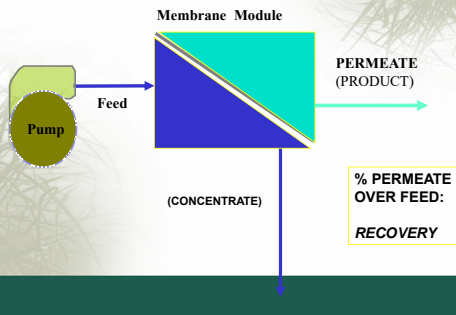 Membrane Module
PERMEATE
(PRODUCT)
Feed
Pump
(CONCENTRATE)
% PERMEATE
OVER FEED:
RECOVERY